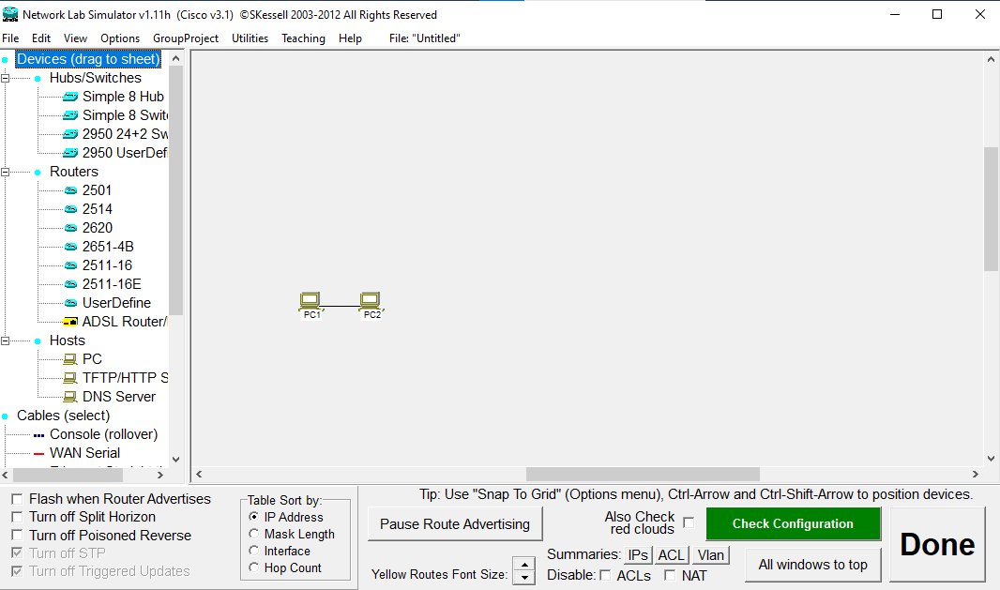 Network Lab Simulator v1.11h (Cisco v3.1) ©SKessell 2003-2012 All Rights Reserved
File Edit View Options GroupProject Utilities Teaching Help File: "Untitled"
Devices (drag to sheet)
Hubs/Switches
Simple 8 Hub
Simple 8 Swit
2950 24+2 Sw
2950 UserDef
Routers
2501
2514
2620
2651-4B
2511-16
2511-16E
UserDefine
ADSL Router/
Hosts
PC
TFTP/HTTP S
DNS Server
Cables (select)
Console (rollover)
WAN Serial
PC1 PC2
Flash when Router Advertises
Turn off Split Horizon
Turn off Poisoned Reverse
Turn off STP
Turn off Triggered Updates
Table Sort by:
IP Address
Mask Length
Interface
Hop Count
Tip: Use "Snap To Grid" (Options menu), Ctrl-Arrow and Ctrl-Shift-Arrow to position devices.
Pause Route Advertising
Also Check
red clouds
Check Configuration
Done
Summaries: IPs ACL Vlan
All windows to top
Yellow Routes Font Size:
Disable: ACLs NAT